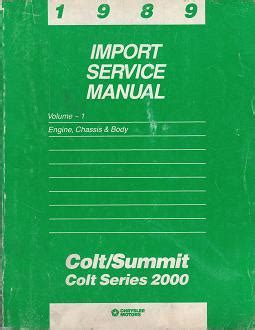 1 9 8 9
IMPORT
SERVICE
MANUAL
Volume - 1
Engine, Chassis & Body
Colt/Summit
Colt Series 2000
CHRYSLER
MOTORS